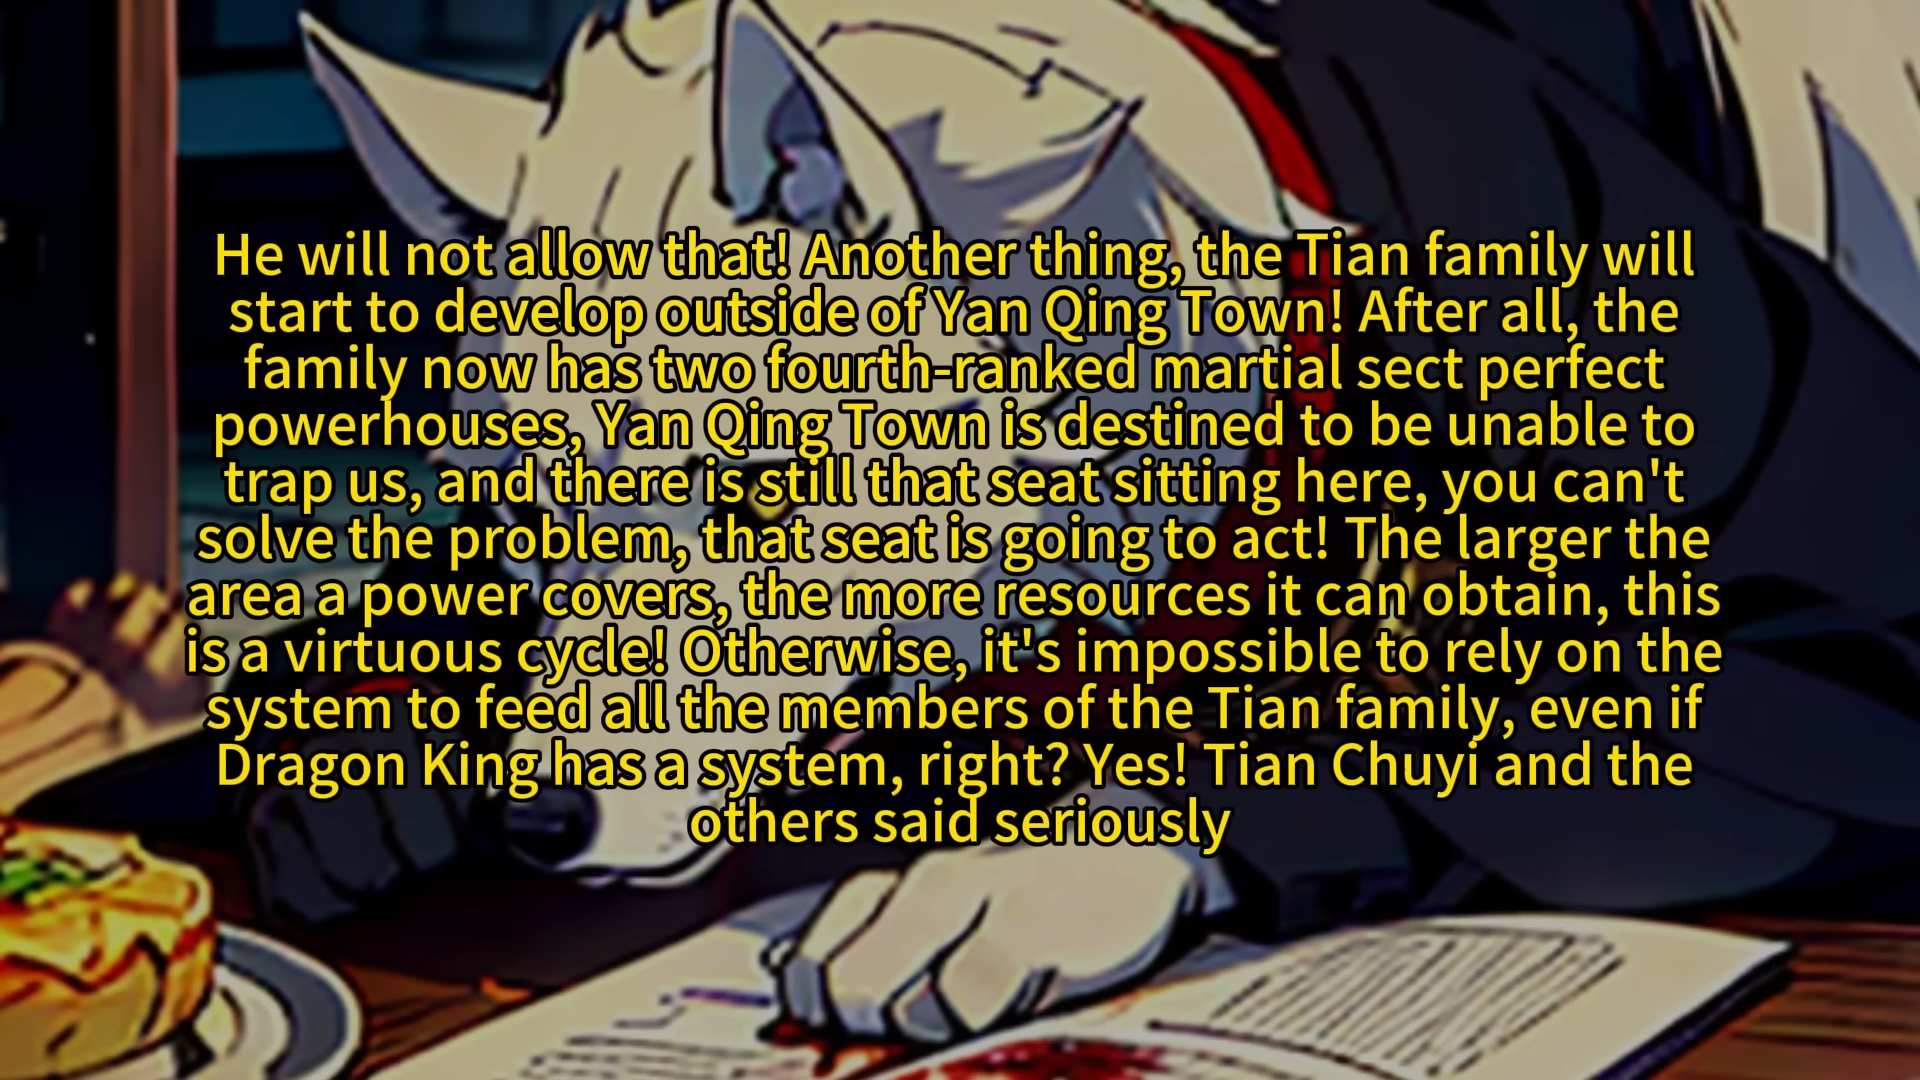 He will not allow that! Another thing, the Tian family will
start to develop outside of Yan Qing Town! After all, the
family now has two fourth-ranked martial sect perfect
powerhouses, Yan Qing Town is destined to be unable to
trap us, and there is still that seat sitting here, you can't
solve the problem, that seat is going to act! The larger the
area a power covers, the more resources it can obtain, this
is a virtuous cycle! Otherwise, it's impossible to rely on the
system to feed all the members of the Tian family, even if
Dragon King has a system, right? Yes! Tian Chuyi and the
others said seriously